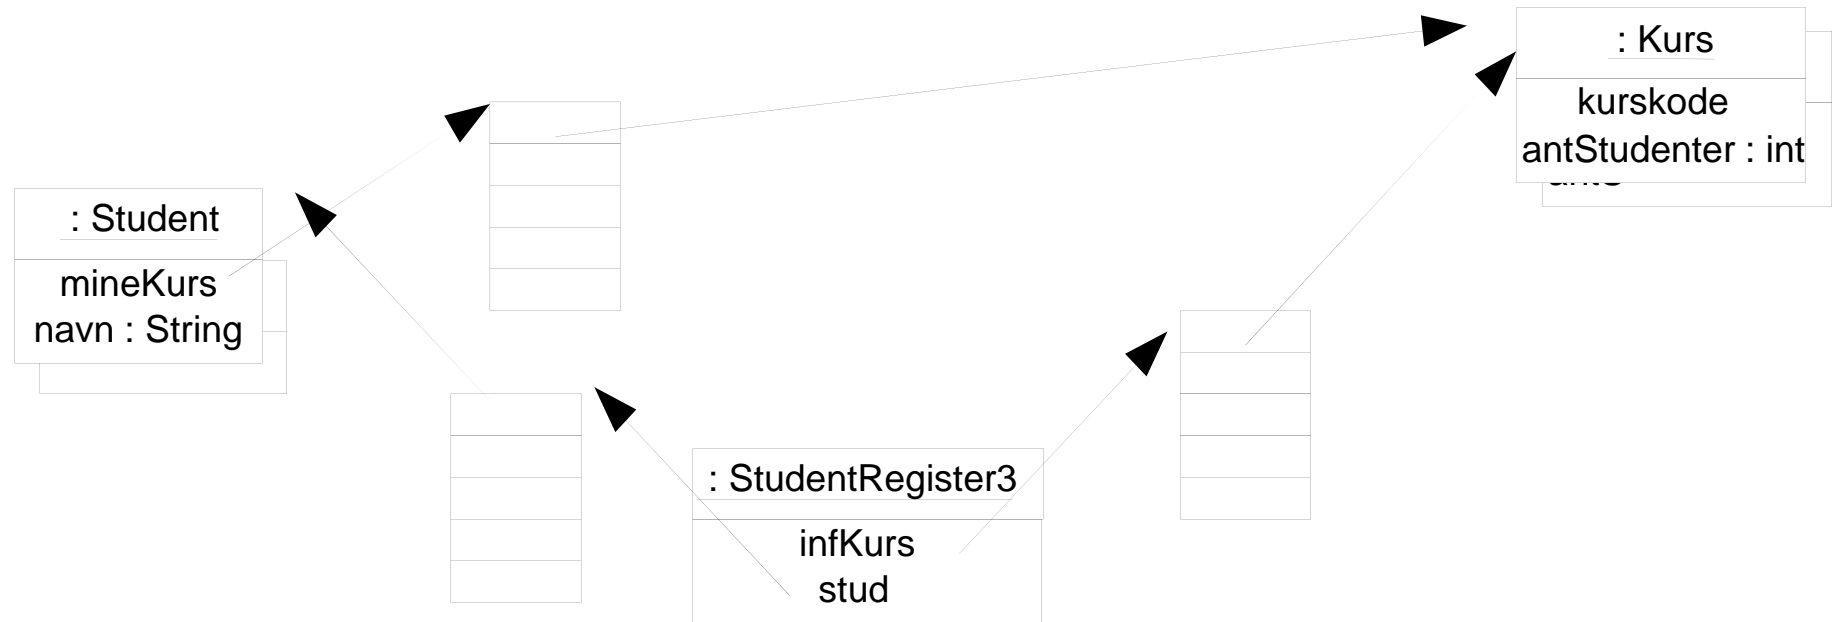 : Kurs
kurskode
antStudenter : int
: Student
mineKurs
navn : String
: StudentRegister3
infKurs
stud